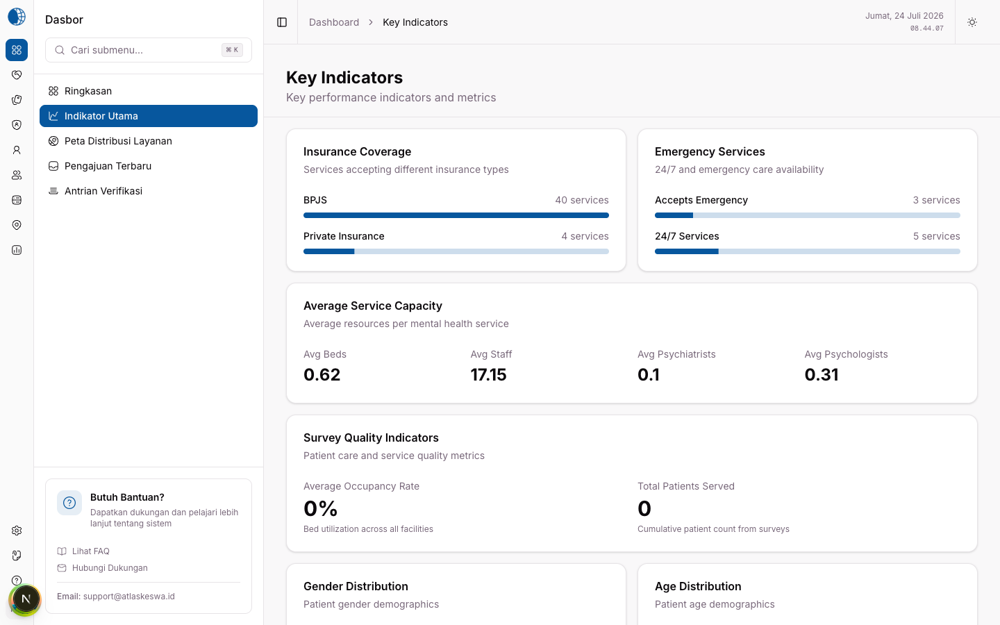 Dasbor
Cari submenu...
⌘ K
Ringkasan
Indikator Utama
Peta Distribusi Layanan
Pengajuan Terbaru
Antrian Verifikasi
Butuh Bantuan?
Dapatkan dukungan dan pelajari lebih
lanjut tentang sistem
Lihat FAQ
Hubungi Dukungan
Email: support@atlaskeswa.id
N
Dashboard
Key Indicators
Jumat, 24 Juli 2026
08.44.07
Key Indicators
Key performance indicators and metrics
Insurance Coverage
Services accepting different insurance types
BPJS
40 services
Private Insurance
4 services
Emergency Services
24/7 and emergency care availability
Accepts Emergency
3 services
24/7 Services
5 services
Average Service Capacity
Average resources per mental health service
Avg Beds
0.62
Avg Staff
17.15
Avg Psychiatrists
0.1
Avg Psychologists
0.31
Survey Quality Indicators
Patient care and service quality metrics
Average Occupancy Rate
0%
Bed utilization across all facilities
Total Patients Served
0
Cumulative patient count from surveys
Gender Distribution
Patient gender demographics
Age Distribution
Patient age demographics